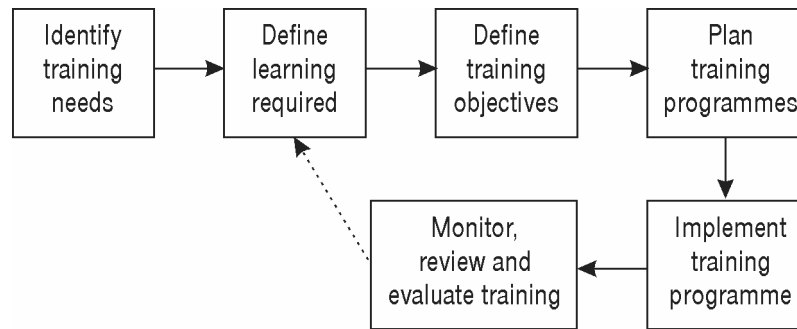 Identify
training
needs
Define
learning
required
Define
training
objectives
Plan
training
programmes
Monitor,
review and
evaluate training
Implement
training
programme